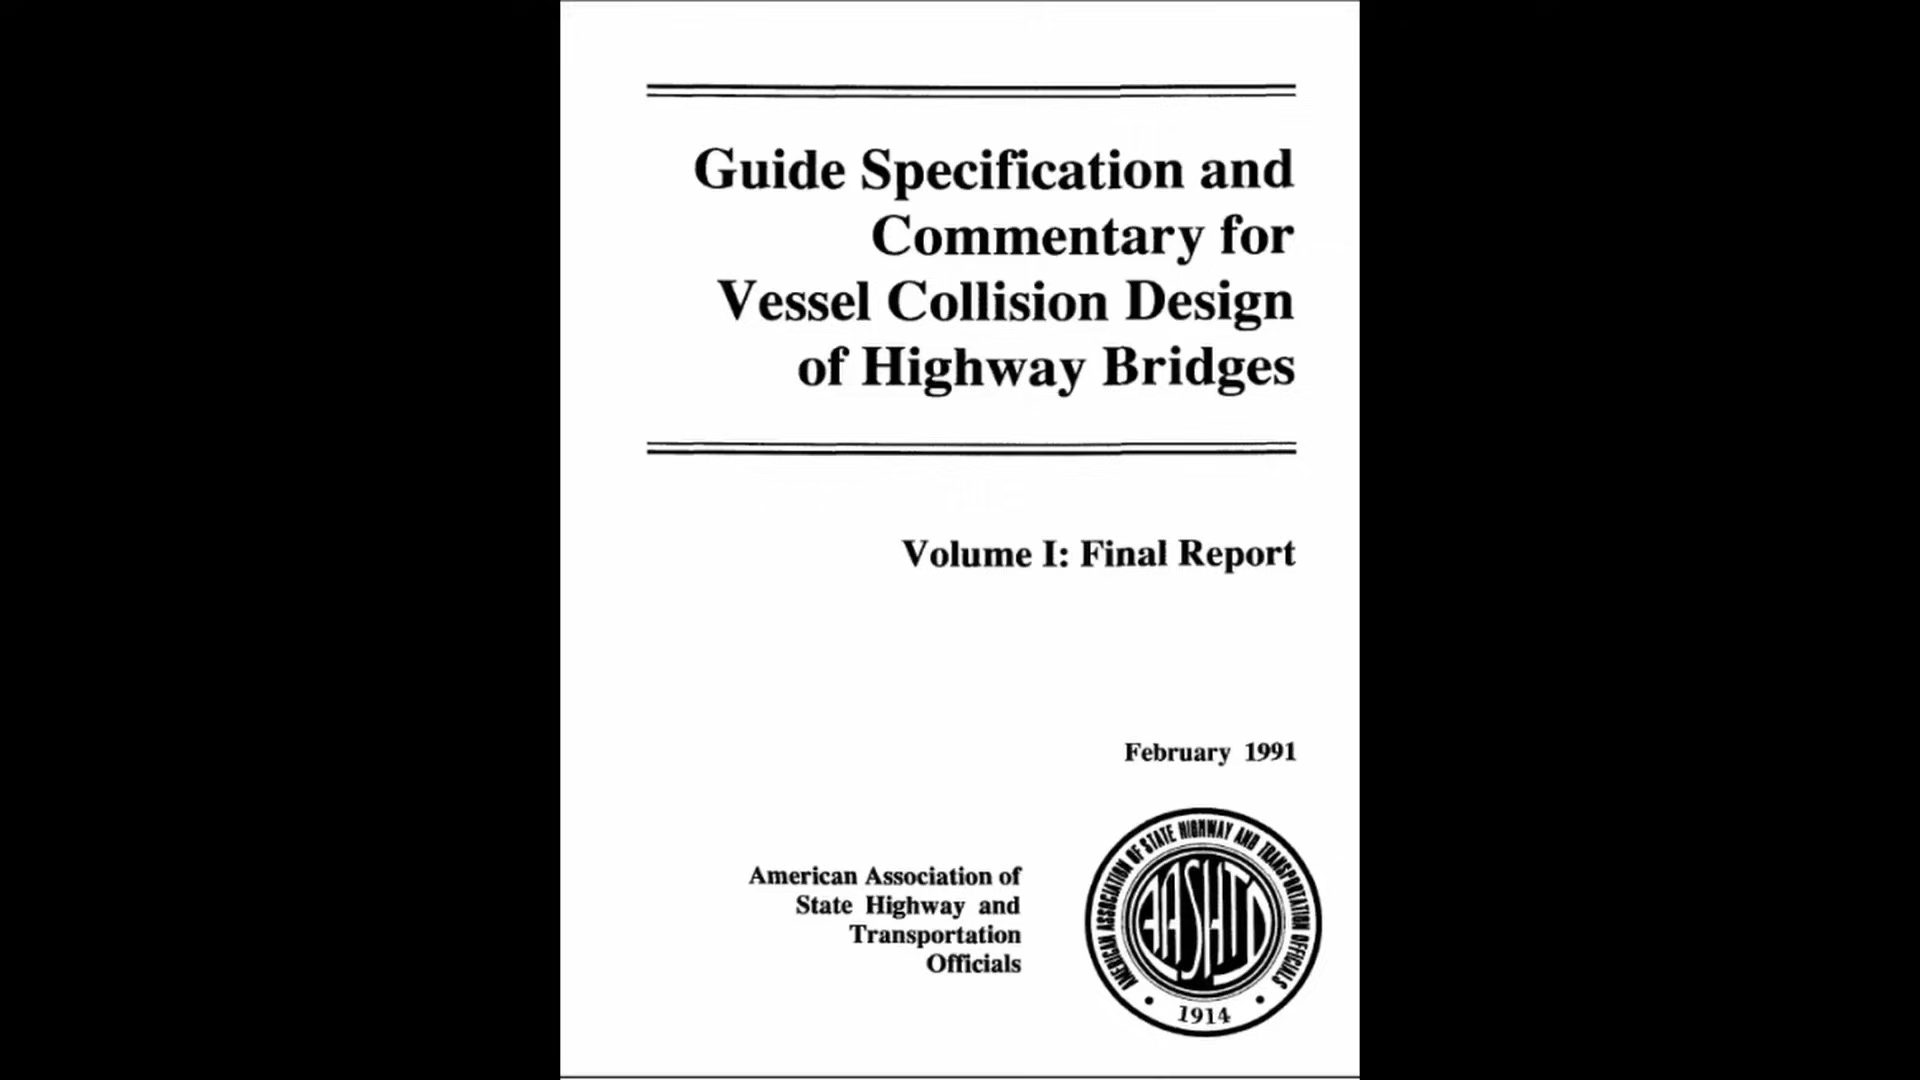 Guide Specification and
Commentary for
Vessel Collision Design
of Highway Bridges
Volume I: Final Report
February 1991
American Association of
State Highway and
Transportation
Officials
AMERICAN ASSOCIATION OF STATE HIGHWAY AND TRANSPORTATION OFFICIALS
AASHTO
1914